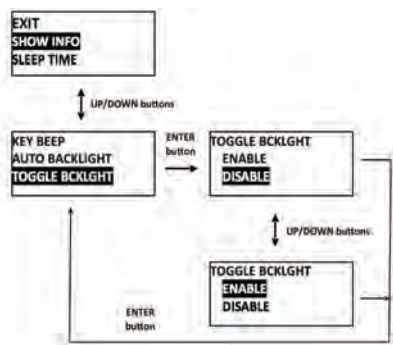 EXIT
SHOW INFO
SLEEP TIME
UP/DOWN buttons
KEY BEEP
AUTO BACKLIGHT
TOGGLE BCKLGHT
ENTER
button
TOGGLE BCKLGHT
ENABLE
DISABLE
UP/DOWN buttons
TOGGLE BCKLGHT
ENABLE
DISABLE
ENTER
button